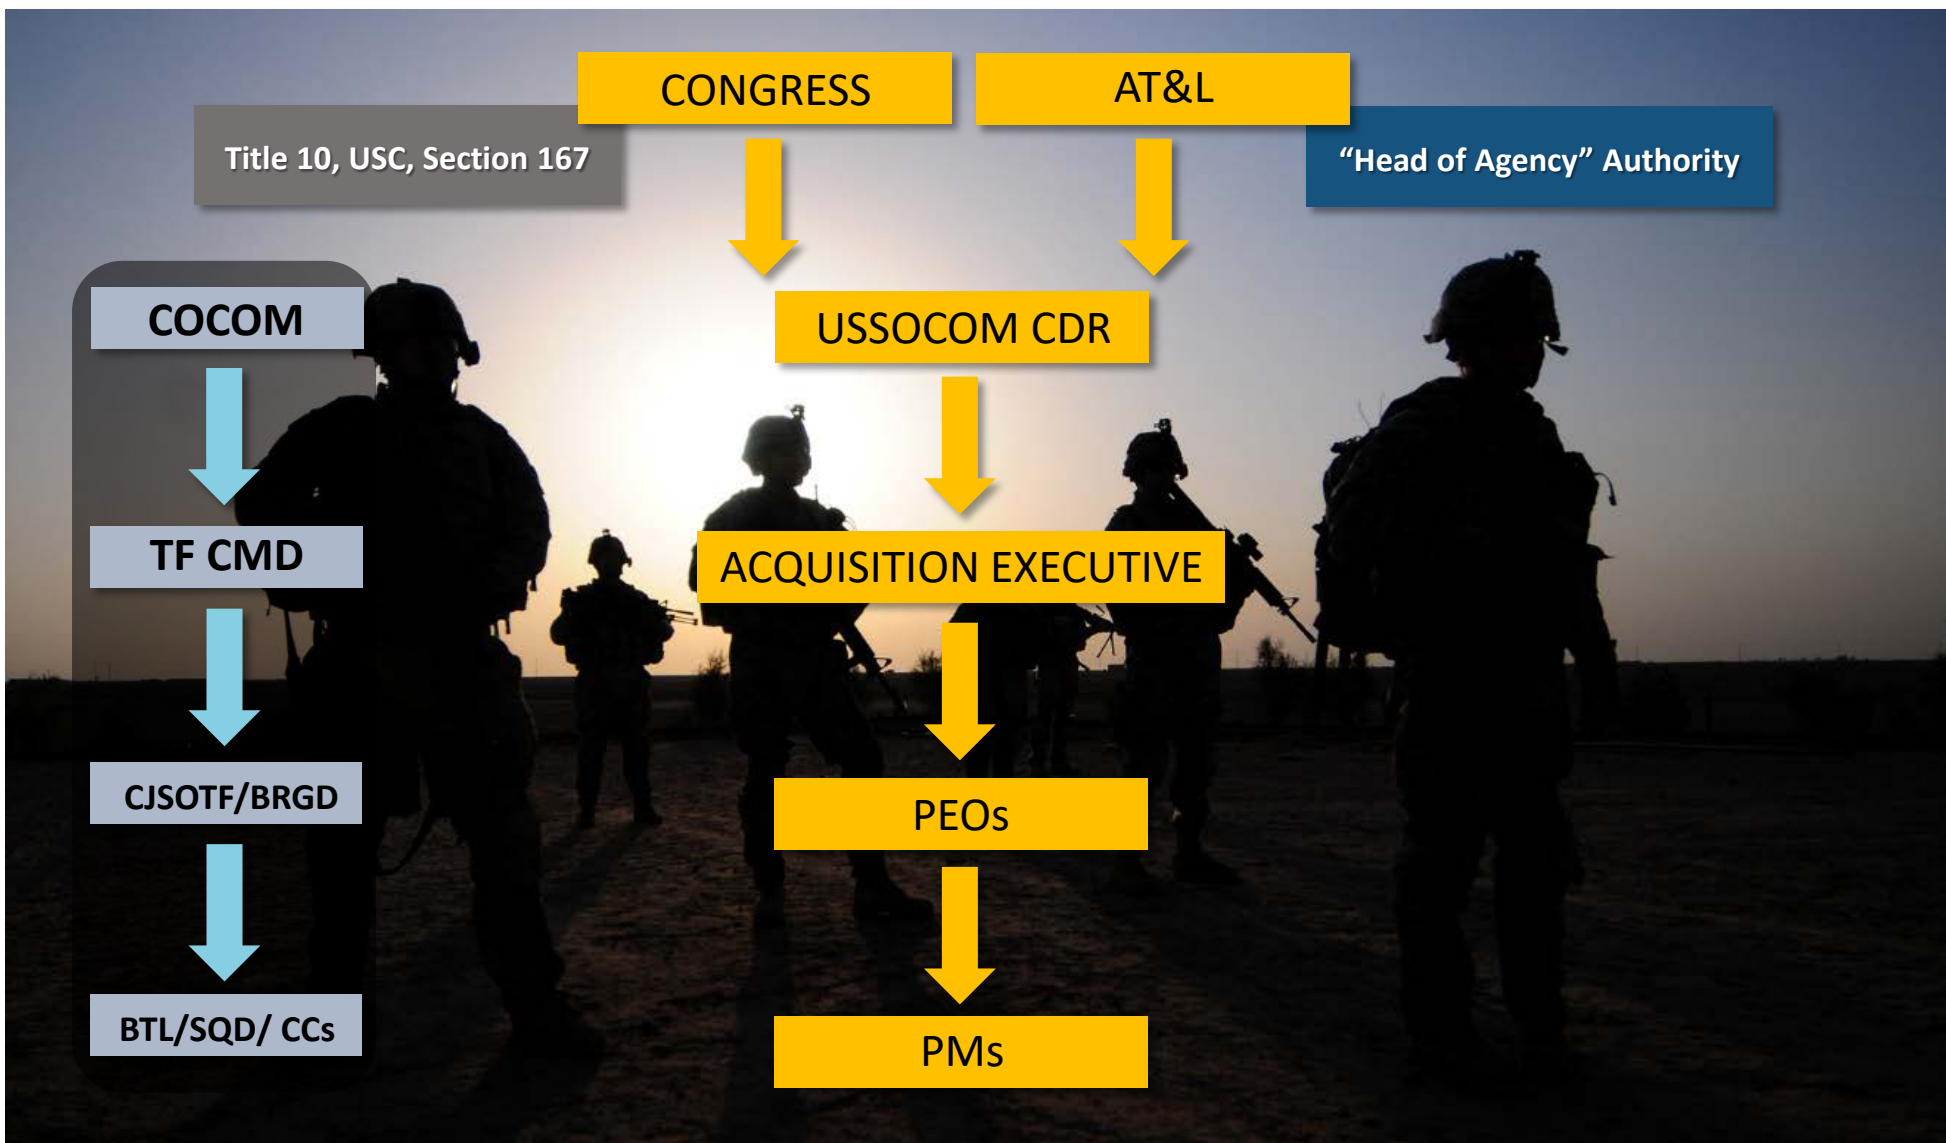 CONGRESS
AT&L
Title 10, USC, Section 167
“Head of Agency” Authority
COCOM
USSOCOM CDR
TF CMD
ACQUISITION EXECUTIVE
CJSOTF/BRGD
PEOs
BTL/SQD/ CCs
PMs